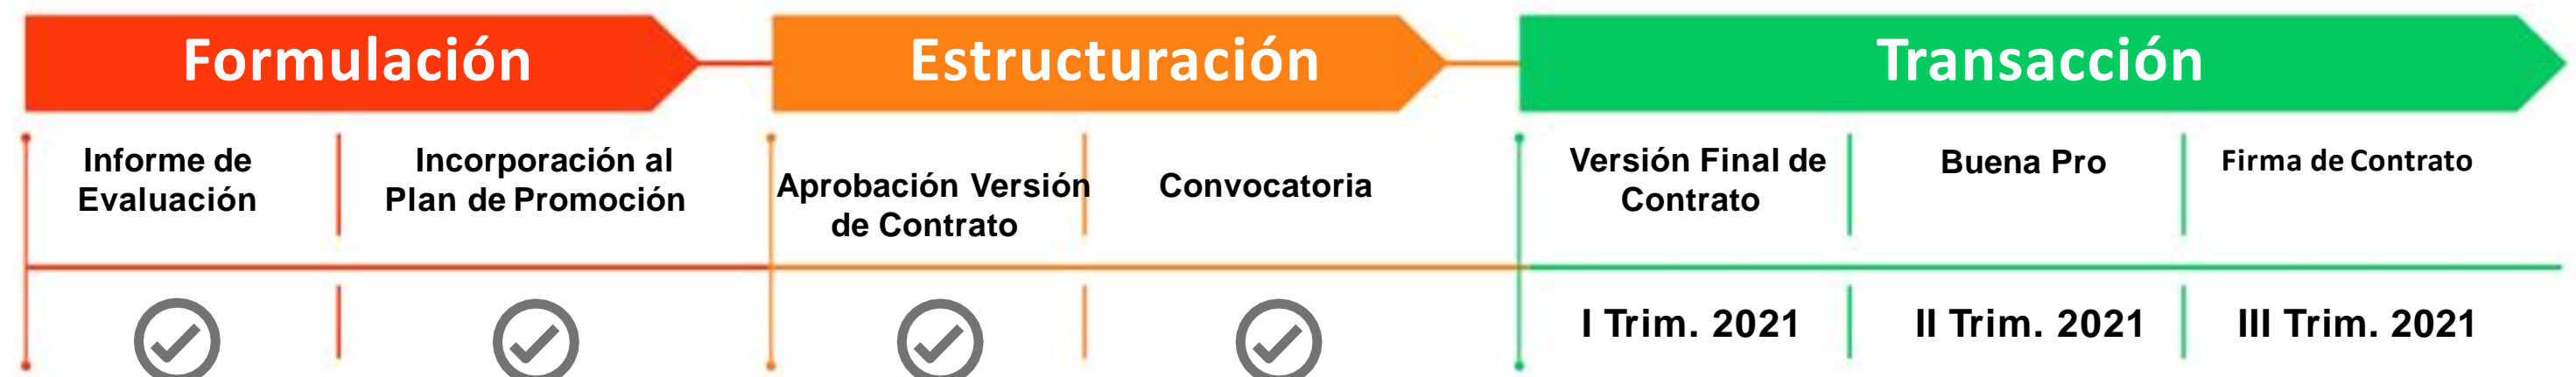 Formulación
Estructuración
Transacción
Informe de
Evaluación
Incorporación al
Plan de Promoción
Aprobación Versión
de Contrato
Convocatoria
Versión Final de
Contrato
Buena Pro
Firma de Contrato
I Trim. 2021
II Trim. 2021
III Trim. 2021